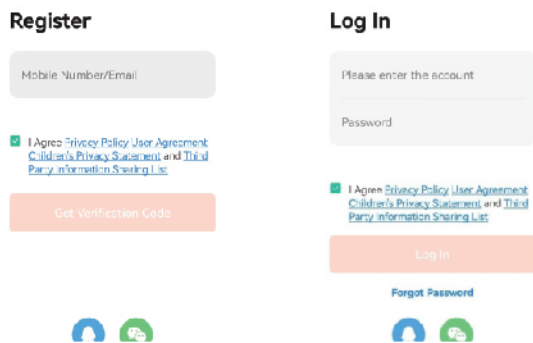 Register
Mobile Number/Email
I Agree Privacy Policy User Agreement
Children's Privacy Statement and Third
Party Information Sharing List
Get Verification Code
Log In
Please enter the account
Password
I Agree Privacy Policy User Agreement
Children's Privacy Statement and Third
Party Information Sharing List
Log In
Forgot Password